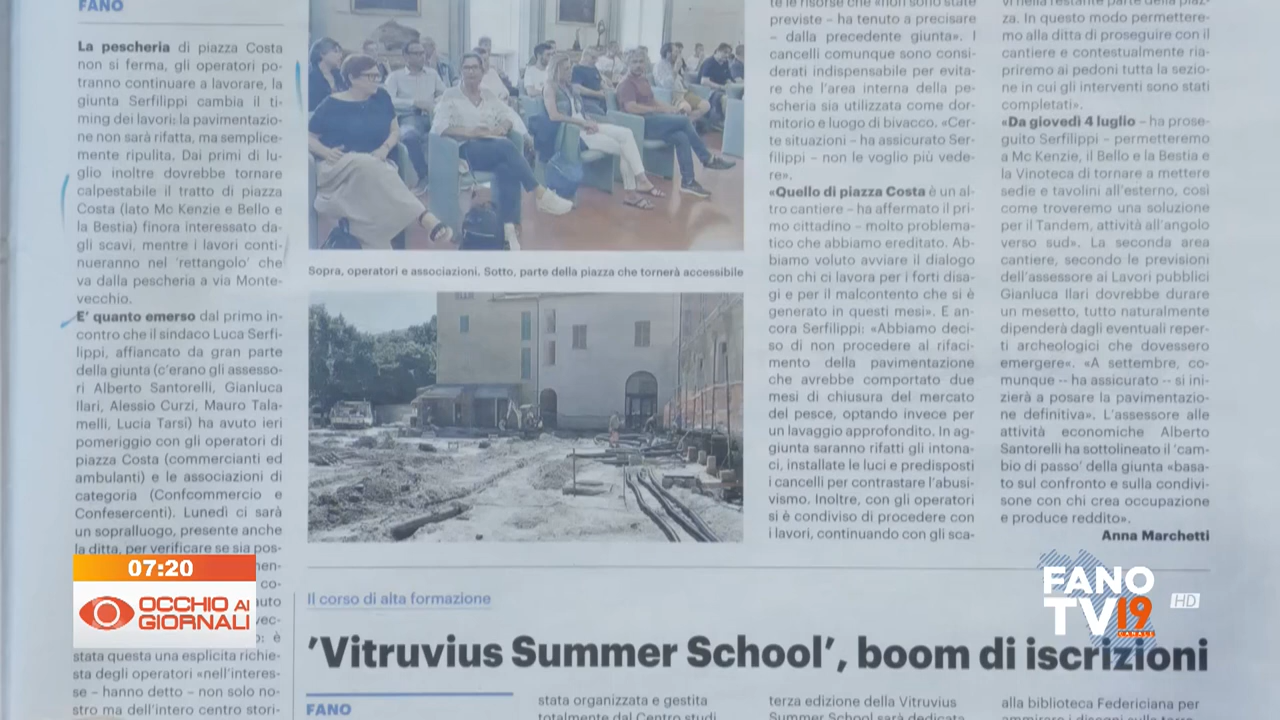 FANO
La pescheria di piazza Costa
non si ferma, gli operatori po-
tranno continuare a lavorare, la
giunta Serfilippi cambia il ti-
ming dei lavori: la pavimentazio-
ne non sarà rifatta, ma semplice-
mente ripulita. Dai primi di lu-
glio inoltre dovrebbe tornare
calpestabile il tratto di piazza
Costa (lato Mc Kenzie e Bello e
la Bestia) finora interessato da-
gli scavi, mentre i lavori conti-
nueranno nel 'rettangolo' che
va dalla pescheria a via Monte-
vecchio.
E' quanto emerso dal primo in-
contro che il sindaco Luca Serfi-
lippi, affiancato da gran parte
della giunta (c'erano gli assesso-
ri Alberto Santorelli, Gianluca
Ilari, Alessio Curzi, Mauro Tala-
melli, Lucia Tarsi) ha avuto ieri
pomeriggio con gli operatori di
piazza Costa (commercianti ed
ambulanti) e le associazioni di
categoria (Confcommercio e
Confesercenti). Lunedì ci sarà
un sopralluogo, presente anche
la ditta, per verificare se sia pos-
men-
co-
auto
vec-
o: è
stata questa una esplicita richie-
sta degli operatori «nell'interes-
se – hanno detto – non solo no-
stro ma dell'intero centro stori-
Sopra, operatori e associazioni. Sotto, parte della piazza che tornerà accessibile
te le risorse che «non sono state
previste – ha tenuto a precisare
– dalla precedente giunta». I
cancelli comunque sono consi-
derati indispensabile per evita-
re che l'area interna della pe-
scheria sia utilizzata come dor-
mitorio e luogo di bivacco. «Cer-
te situazioni – ha assicurato Ser-
filippi – non le voglio più vede-
re».
«Quello di piazza Costa è un al-
tro cantiere – ha affermato il pri-
mo cittadino – molto problema-
tico che abbiamo ereditato. Ab-
biamo voluto avviare il dialogo
con chi ci lavora per i forti disa-
gi e per il malcontento che si è
generato in questi mesi». E an-
cora Serfilippi: «Abbiamo deci-
so di non procedere al rifaci-
mento della pavimentazione
che avrebbe comportato due
mesi di chiusura del mercato
del pesce, optando invece per
un lavaggio approfondito. In ag-
giunta saranno rifatti gli intona-
ci, installate le luci e predisposti
i cancelli per contrastare l'abusi-
vismo. Inoltre, con gli operatori
si è condiviso di procedere con
i lavori, continuando con gli sca-
vi nella restante parte della piaz-
za. In questo modo permettere-
mo alla ditta di proseguire con il
cantiere e contestualmente ria-
priremo ai pedoni tutta la sezio-
ne in cui gli interventi sono stati
completati».
«Da giovedì 4 luglio – ha prose-
guito Serfilippi – permetteremo
a Mc Kenzie, il Bello e la Bestia e
la Vinoteca di tornare a mettere
sedie e tavolini all'esterno, così
come troveremo una soluzione
per il Tandem, attività all'angolo
verso sud». La seconda area
cantiere, secondo le previsioni
dell'assessore ai Lavori pubblici
Gianluca Ilari dovrebbe durare
un mesetto, tutto naturalmente
dipenderà dagli eventuali reper-
ti archeologici che dovessero
emergere«. «A settembre, co-
munque -- ha assicurato -- si ini-
zierà a posare la pavimentazio-
ne definitiva». L'assessore alle
attività economiche Alberto
Santorelli ha sottolineato il 'cam-
bio di passo' della giunta «basa-
to sul confronto e sulla condivi-
sone con chi crea occupazione
e produce reddito».
Anna Marchetti
Il corso di alta formazione
'Vitruvius Summer School', boom di iscrizioni
FANO
stata organizzata e gestita
totalmente dal Centro studi
terza edizione della Vitruvius
Summer School sarà dedicata
alla biblioteca Federiciana per
ammirare i disegni sulle terre
07:20
OCCHIO AI
GIORNALI
FANO
TV19
CANALE
HD